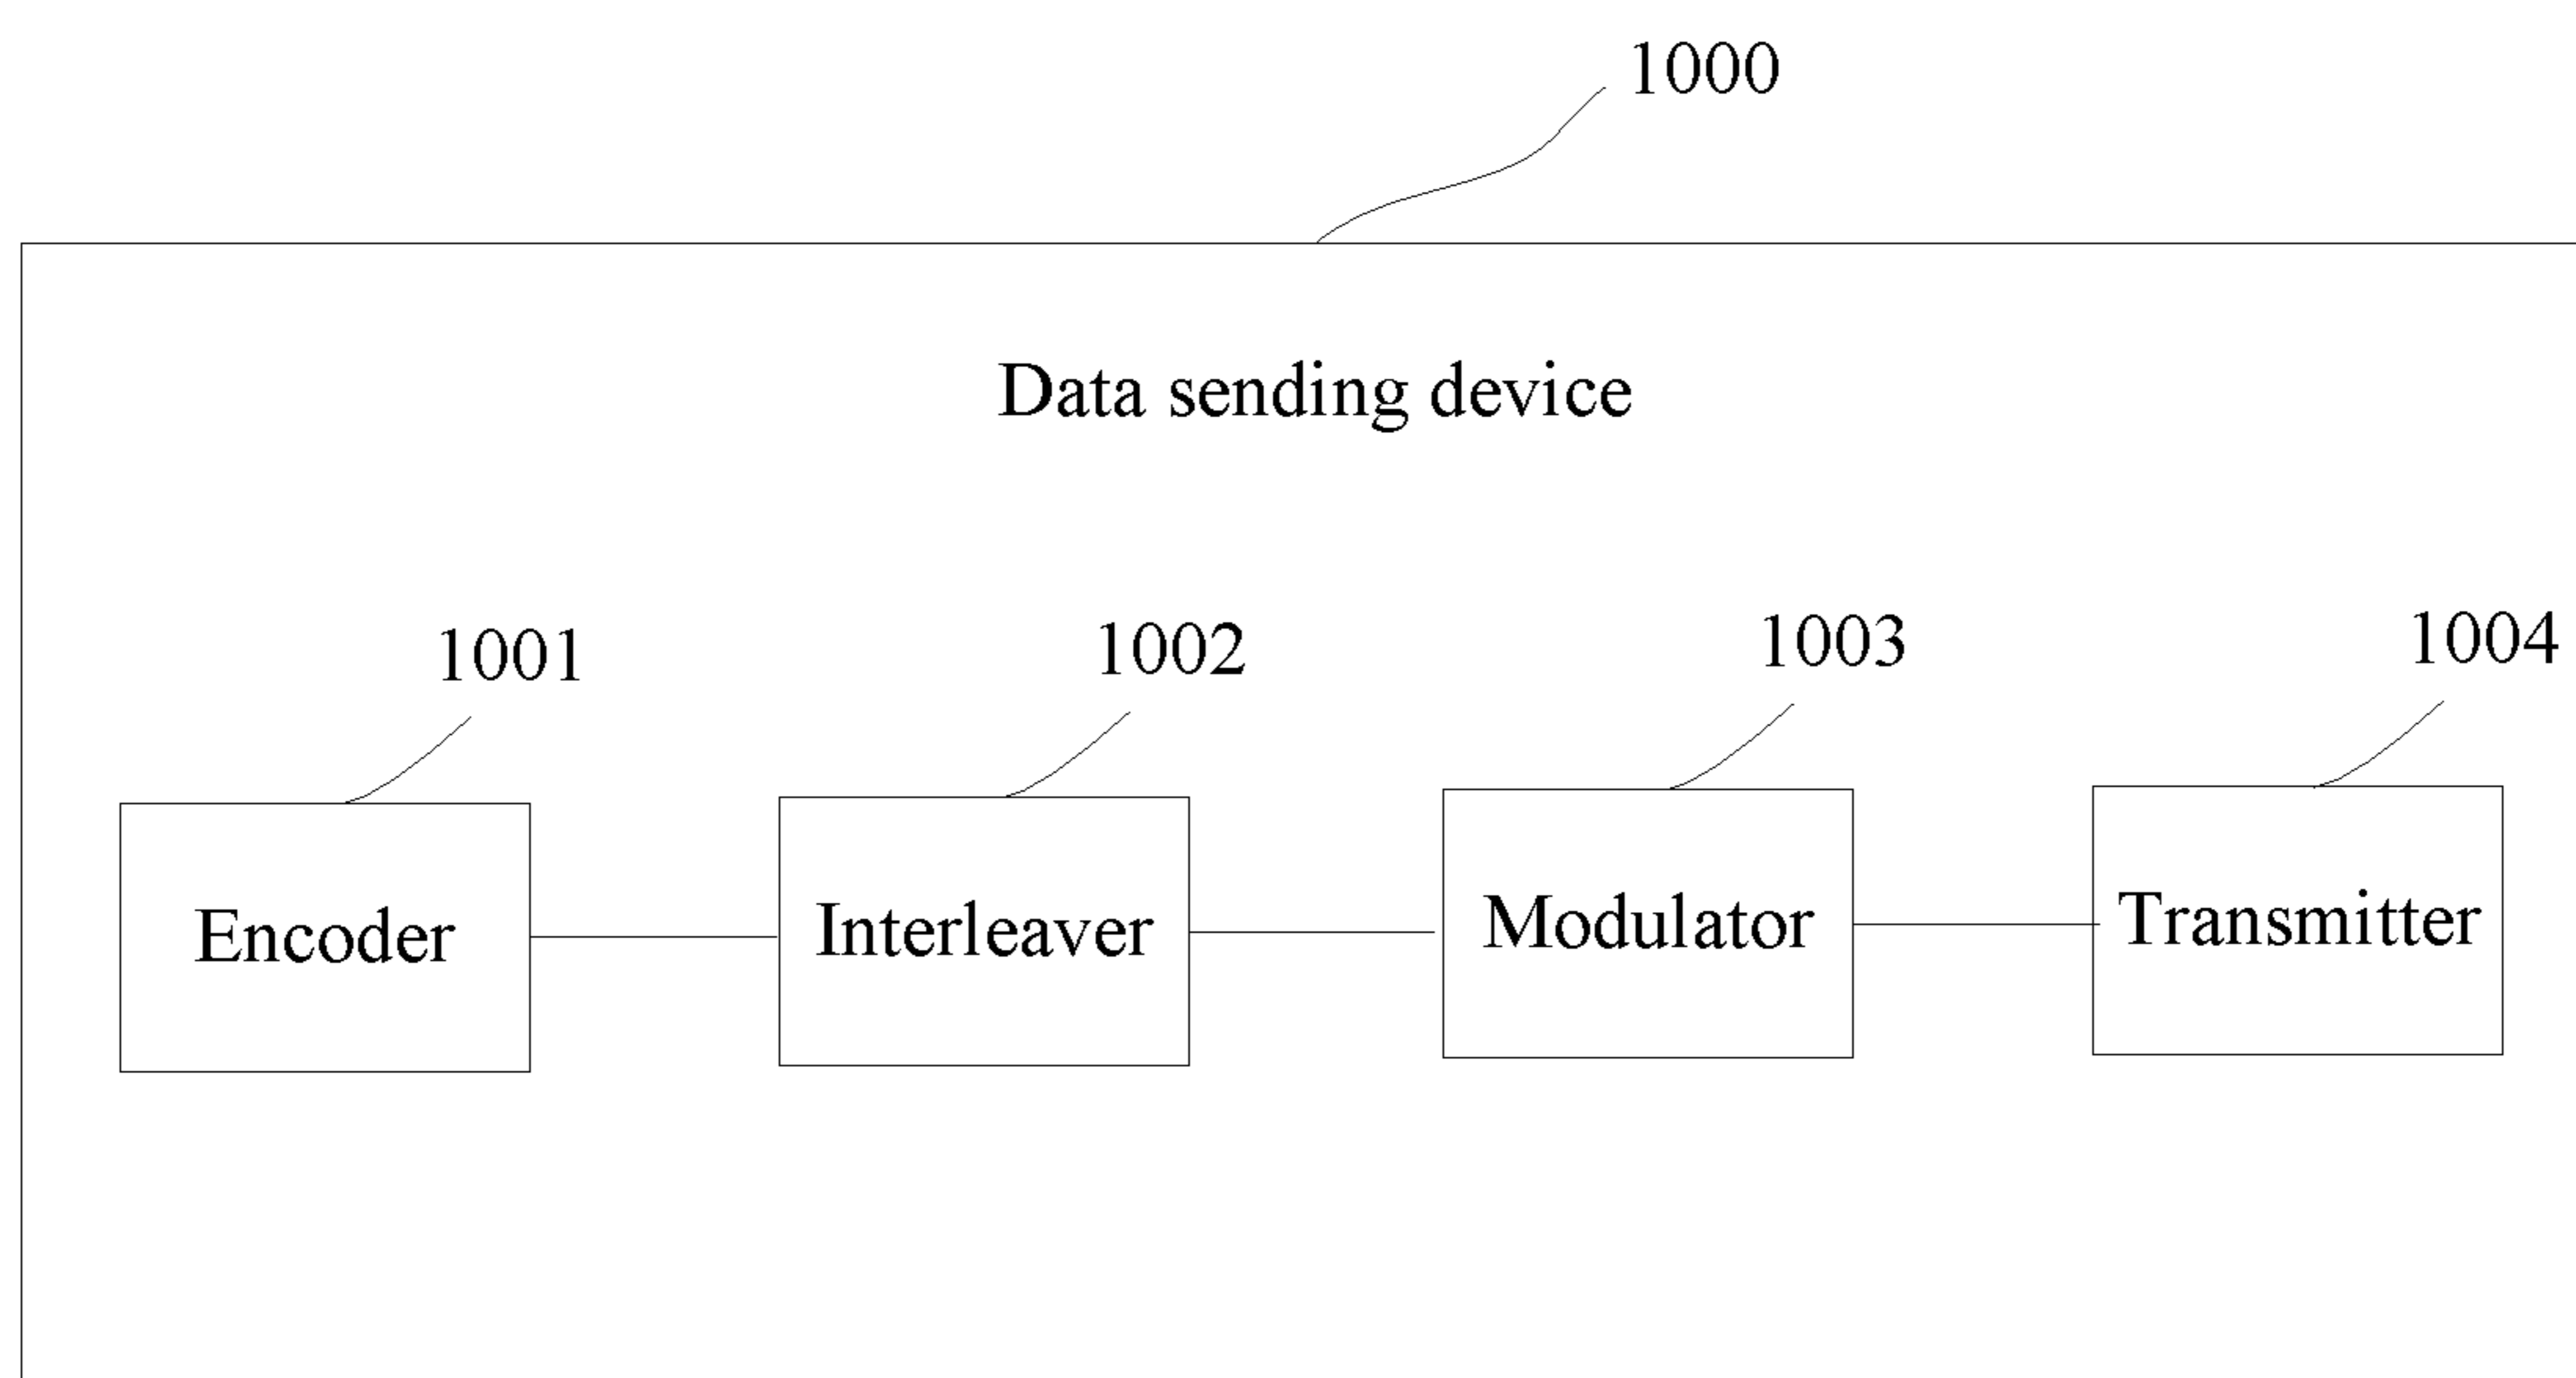 1000
Data sending device
1001 1002 1003 1004
Encoder Interleaver Modulator Transmitter